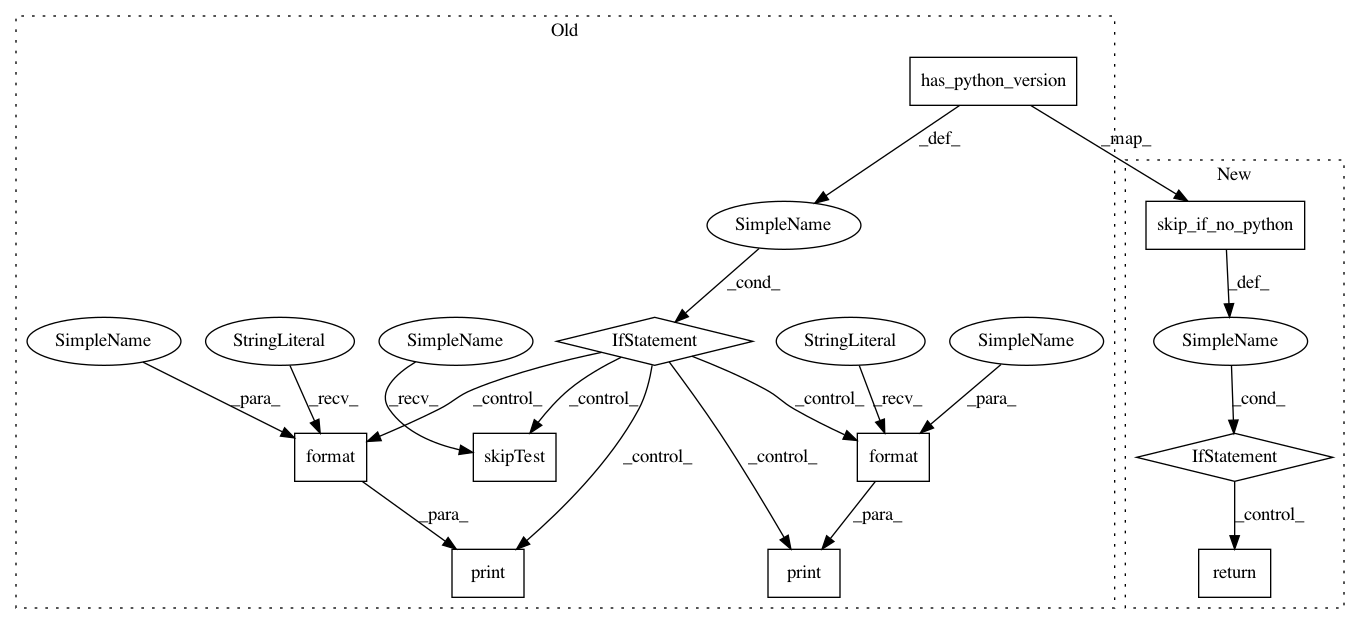 Old
has_python_version
_def_
_map_
New
SimpleName
skip_if_no_python
_cond_
_def_
SimpleName
StringLiteral
SimpleName
IfStatement
StringLiteral
SimpleName
SimpleName
_para_
_recv_
_recv_
_control_
_control_
_control_
_recv_
_para_
_cond_
format
skipTest
_control_
_control_
format
IfStatement
_para_
_para_
_control_
print
print
return